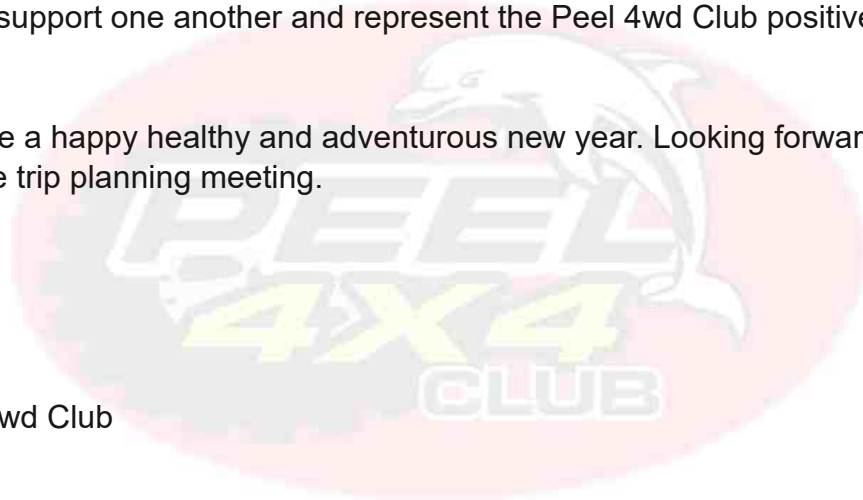 support one another and represent the Peel 4wd Club positive
e a happy healthy and adventurous new year. Looking forwar
e trip planning meeting.
PEEL
4X4
CLUB
wd Club